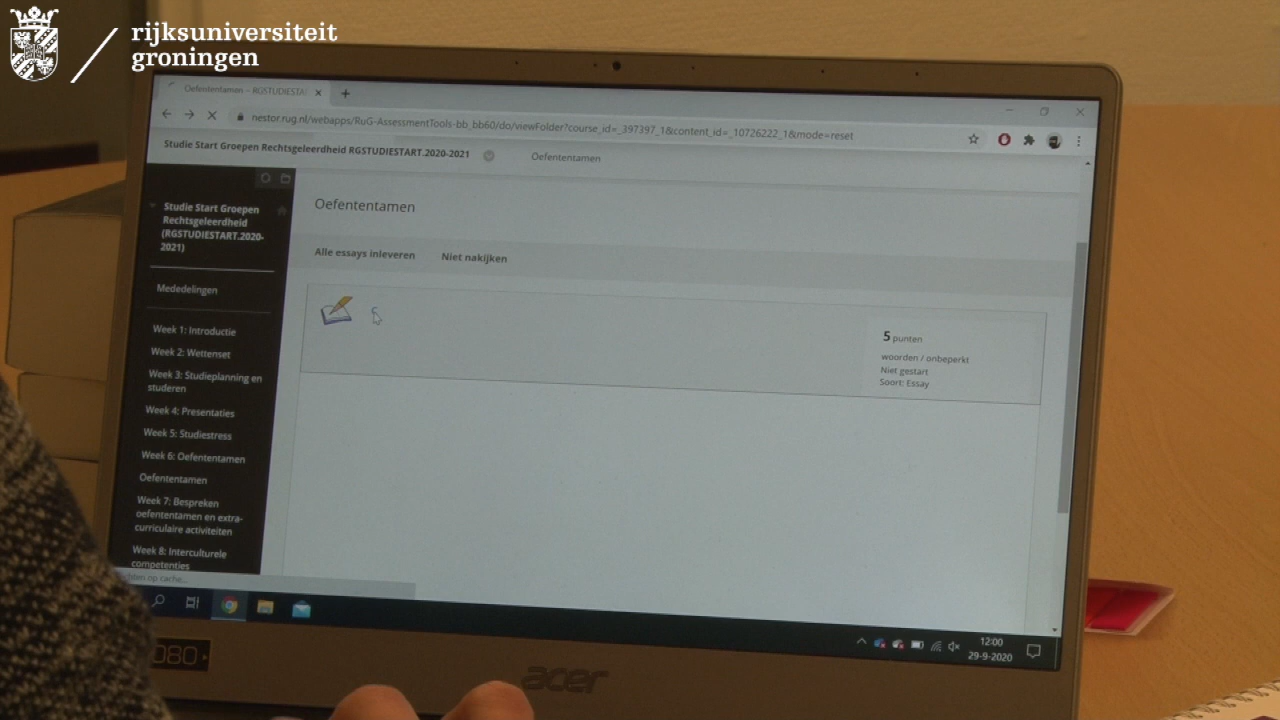 rijksuniversiteit
groningen
Oefententamen – RGSTUDIESTA
nestor.rug.nl/webapps/RuG-AssessmentTools-bb_bb60/do/viewFolder?course_id=_397397_1&content_id=_10726222_1&mode=reset
Studie Start Groepen Rechtsgeleerdheid RGSTUDIESTART.2020-2021
Oefententamen
Studie Start Groepen
Rechtsgeleerdheid
(RGSTUDIESTART.2020-
2021)
Mededelingen
Week 1: Introductie
Week 2: Wettenset
Week 3: Studieplanning en
studeren
Week 4: Presentaties
Week 5: Studiestress
Week 6: Oefententamen
Oefententamen
Week 7: Bespreken
oefententamen en extra-
curriculaire activiteiten
Week 8: Interculturele
competenties
Oefententamen
Alle essays inleveren Niet nakijken
5 punten
woorden / onbeperkt
Niet gestart
Soort: Essay
op cache...
12:00
29-9-2020
080
acer